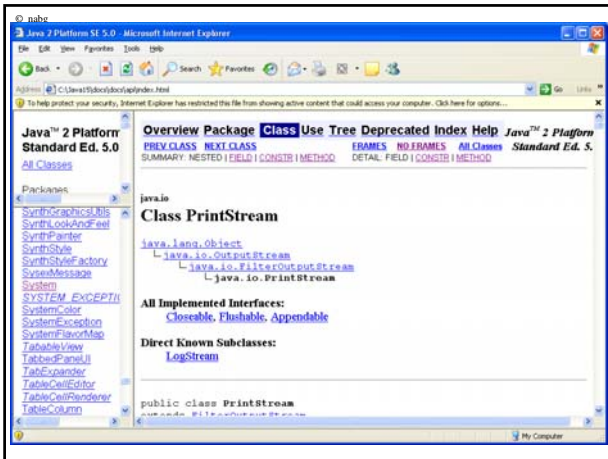 © nabg
Java 2 Platform SE 5.0 - Microsoft Internet Explorer
File Edit View Favorites Tools Help
Back Search Favorites
Address C:\Java15\docs\docs\api\index.html Go Links
To help protect your security, Internet Explorer has restricted this file from showing active content that could access your computer. Click here for options...
Java™ 2 Platform
Standard Ed. 5.0
All Classes
Packages
SynthGraphicsUtils
SynthLookAndFeel
SynthPainter
SynthStyle
SynthStyleFactory
SysexMessage
System
SYSTEM_EXCEPTIO
SystemColor
SystemException
SystemFlavorMap
TabableView
TabbedPaneUI
TabExpander
TableCellEditor
TableCellRenderer
TableColumn
Overview Package Class Use Tree Deprecated Index Help Java™ 2 Platform
PREV CLASS NEXT CLASS FRAMES NO FRAMES All Classes Standard Ed. 5.
SUMMARY: NESTED | FIELD | CONSTR | METHOD DETAIL: FIELD | CONSTR | METHOD
java.io
Class PrintStream
java.lang.Object
java.io.OutputStream
java.io.FilterOutputStream
java.io.PrintStream
All Implemented Interfaces:
Closeable, Flushable, Appendable
Direct Known Subclasses:
LogStream
public class PrintStream
extends FilterOutputStream
My Computer